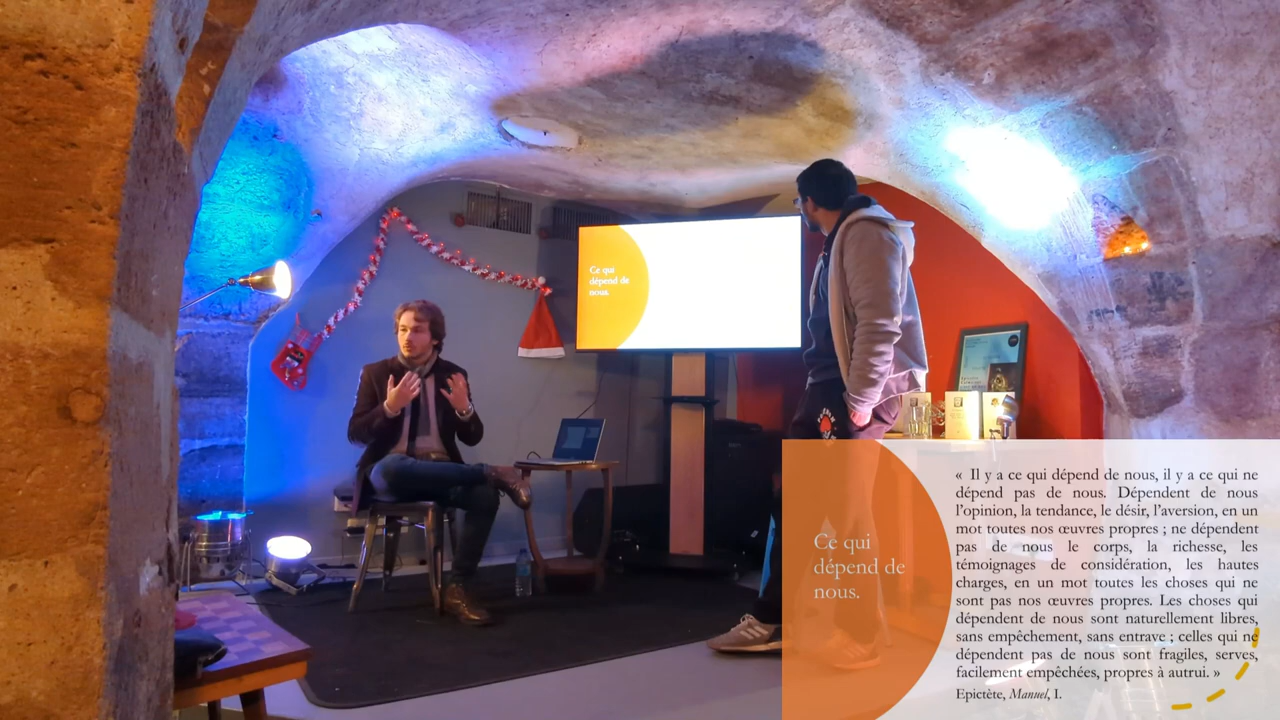 Ce qui
dépend de
nous.
Ce qui
dépend de
nous.
« Il y a ce qui dépend de nous, il y a ce qui ne
dépend pas de nous. Dépendent de nous
l’opinion, la tendance, le désir, l’aversion, en un
mot toutes nos œuvres propres ; ne dépendent
pas de nous le corps, la richesse, les
témoignages de considération, les hautes
charges, en un mot toutes les choses qui ne
sont pas nos œuvres propres. Les choses qui
dépendent de nous sont naturellement libres,
sans empêchement, sans entrave ; celles qui ne
dépendent pas de nous sont fragiles, serves,
facilement empêchées, propres à autrui. »
Epictète, Manuel, I.